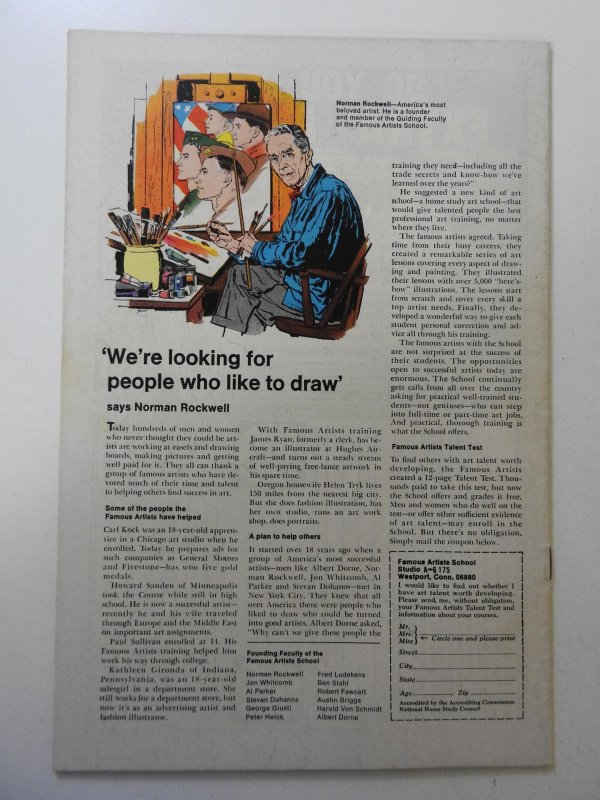 Norman Rockwell—America's most
beloved artist. He is a founder
and member of the Guiding Faculty
of the Famous Artists School.
'We're looking for
people who like to draw'
says Norman Rockwell
Today hundreds of men and women
who never thought they could be art-
ists are working at easels and drawing
boards, making pictures and getting
well paid for it. They all can thank a
group of famous artists who have de-
voted much of their time and talent
to helping others find success in art.
Some of the people the
Famous Artists have helped
Carl Kock was an 18-year-old appren-
tice in a Chicago art studio when he
enrolled. Today he prepares ads for
such companies as General Motors
and Firestone—has won five gold
medals.
Howard Sanden of Minneapolis
took the Course while still in high
school. He is now a successful artist—
recently he and his wife traveled
through Europe and the Middle East
on important art assignments.
Paul Sullivan enrolled at 14. His
Famous Artists training helped him
work his way through college.
Kathleen Gironda of Indiana,
Pennsylvania, was an 18-year-old
salesgirl in a department store. She
still works for a department store, but
now it's as an advertising artist and
fashion illustrator.
With Famous Artists training
James Ryan, formerly a clerk, has be-
come an illustrator at Hughes Air-
craft—and turns out a steady stream
of well-paying free-lance artwork in
his spare time.
Oregon housewife Helen Tryk lives
150 miles from the nearest big city.
But she does fashion illustration, has
her own studio, runs an art work
shop, does portraits.
A plan to help others
It started over 18 years ago when a
group of America's most successful
artists—men like Albert Dorne, Nor-
man Rockwell, Jon Whitcomb, Al
Parker and Stevan Dohanos—met in
New York City. They knew that all
over America there were people who
liked to draw who could be turned
into good artists. Albert Dorne asked,
"Why can't we give these people the
Founding Faculty of the
Famous Artists School
Norman Rockwell
Jon Whitcomb
Al Parker
Stevan Dohanos
George Giusti
Peter Helck
Fred Ludekens
Ben Stahl
Robert Fawcett
Austin Briggs
Harold Von Schmidt
Albert Dorne
training they need—including all the
trade secrets and know-how we've
learned over the years?"
He suggested a new kind of art
school—a home study art school—that
would give talented people the best
professional art training, no matter
where they live.
The famous artists agreed. Taking
time from their busy careers, they
created a remarkable series of art
lessons covering every aspect of draw-
ing and painting. They illustrated
their lessons with over 5,000 "here's-
how" illustrations. The lessons start
from scratch and cover every skill a
top artist needs. Finally, they de-
veloped a wonderful way to give each
student personal correction and ad-
vice all through his training.
The famous artists with the School
are not surprised at the success of
their students. The opportunities
open to successful artists today are
enormous. The School continually
gets calls from all over the country
asking for practical well-trained stu-
dents—not geniuses—who can step
into full-time or part-time art jobs.
And practical, thorough training is
what the School offers.
Famous Artists Talent Test
To find others with art talent worth
developing, the Famous Artists
created a 12-page Talent Test. Thou-
sands paid to take this test, but now
the School offers and grades it free.
Men and women who do well on the
test—or offer other sufficient evidence
of art talent—may enroll in the
School. But there's no obligation.
Simply mail the coupon below.
Famous Artists School
Studio A-6175
Westport, Conn. 06880
I would like to find out whether I
have art talent worth developing.
Please send me, without obligation,
your Famous Artists Talent Test and
information about your courses.
Mr.
Mrs.
Miss
← Circle one and please print
Street
City
State
Age Zip
Accredited by the Accrediting Commission
National Home Study Council